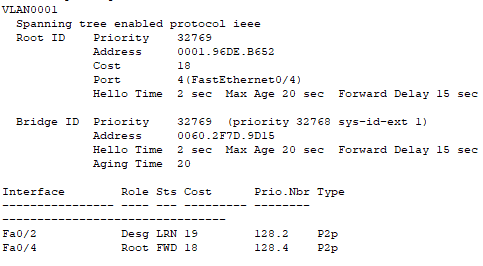 VLAN0001
Spanning tree enabled protocol ieee
Root ID Priority 32769
Address 0001.96DE.B652
Cost 18
Port 4(FastEthernet0/4)
Hello Time 2 sec Max Age 20 sec Forward Delay 15 sec
Bridge ID Priority 32769 (priority 32768 sys-id-ext 1)
Address 0060.2F7D.9D15
Hello Time 2 sec Max Age 20 sec Forward Delay 15 sec
Aging Time 20
Interface Role Sts Cost Prio.Nbr Type
---------------- ---- --- --------- --------
--------------------------------
Fa0/2 Desg LRN 19 128.2 P2p
Fa0/4 Root FWD 18 128.4 P2p